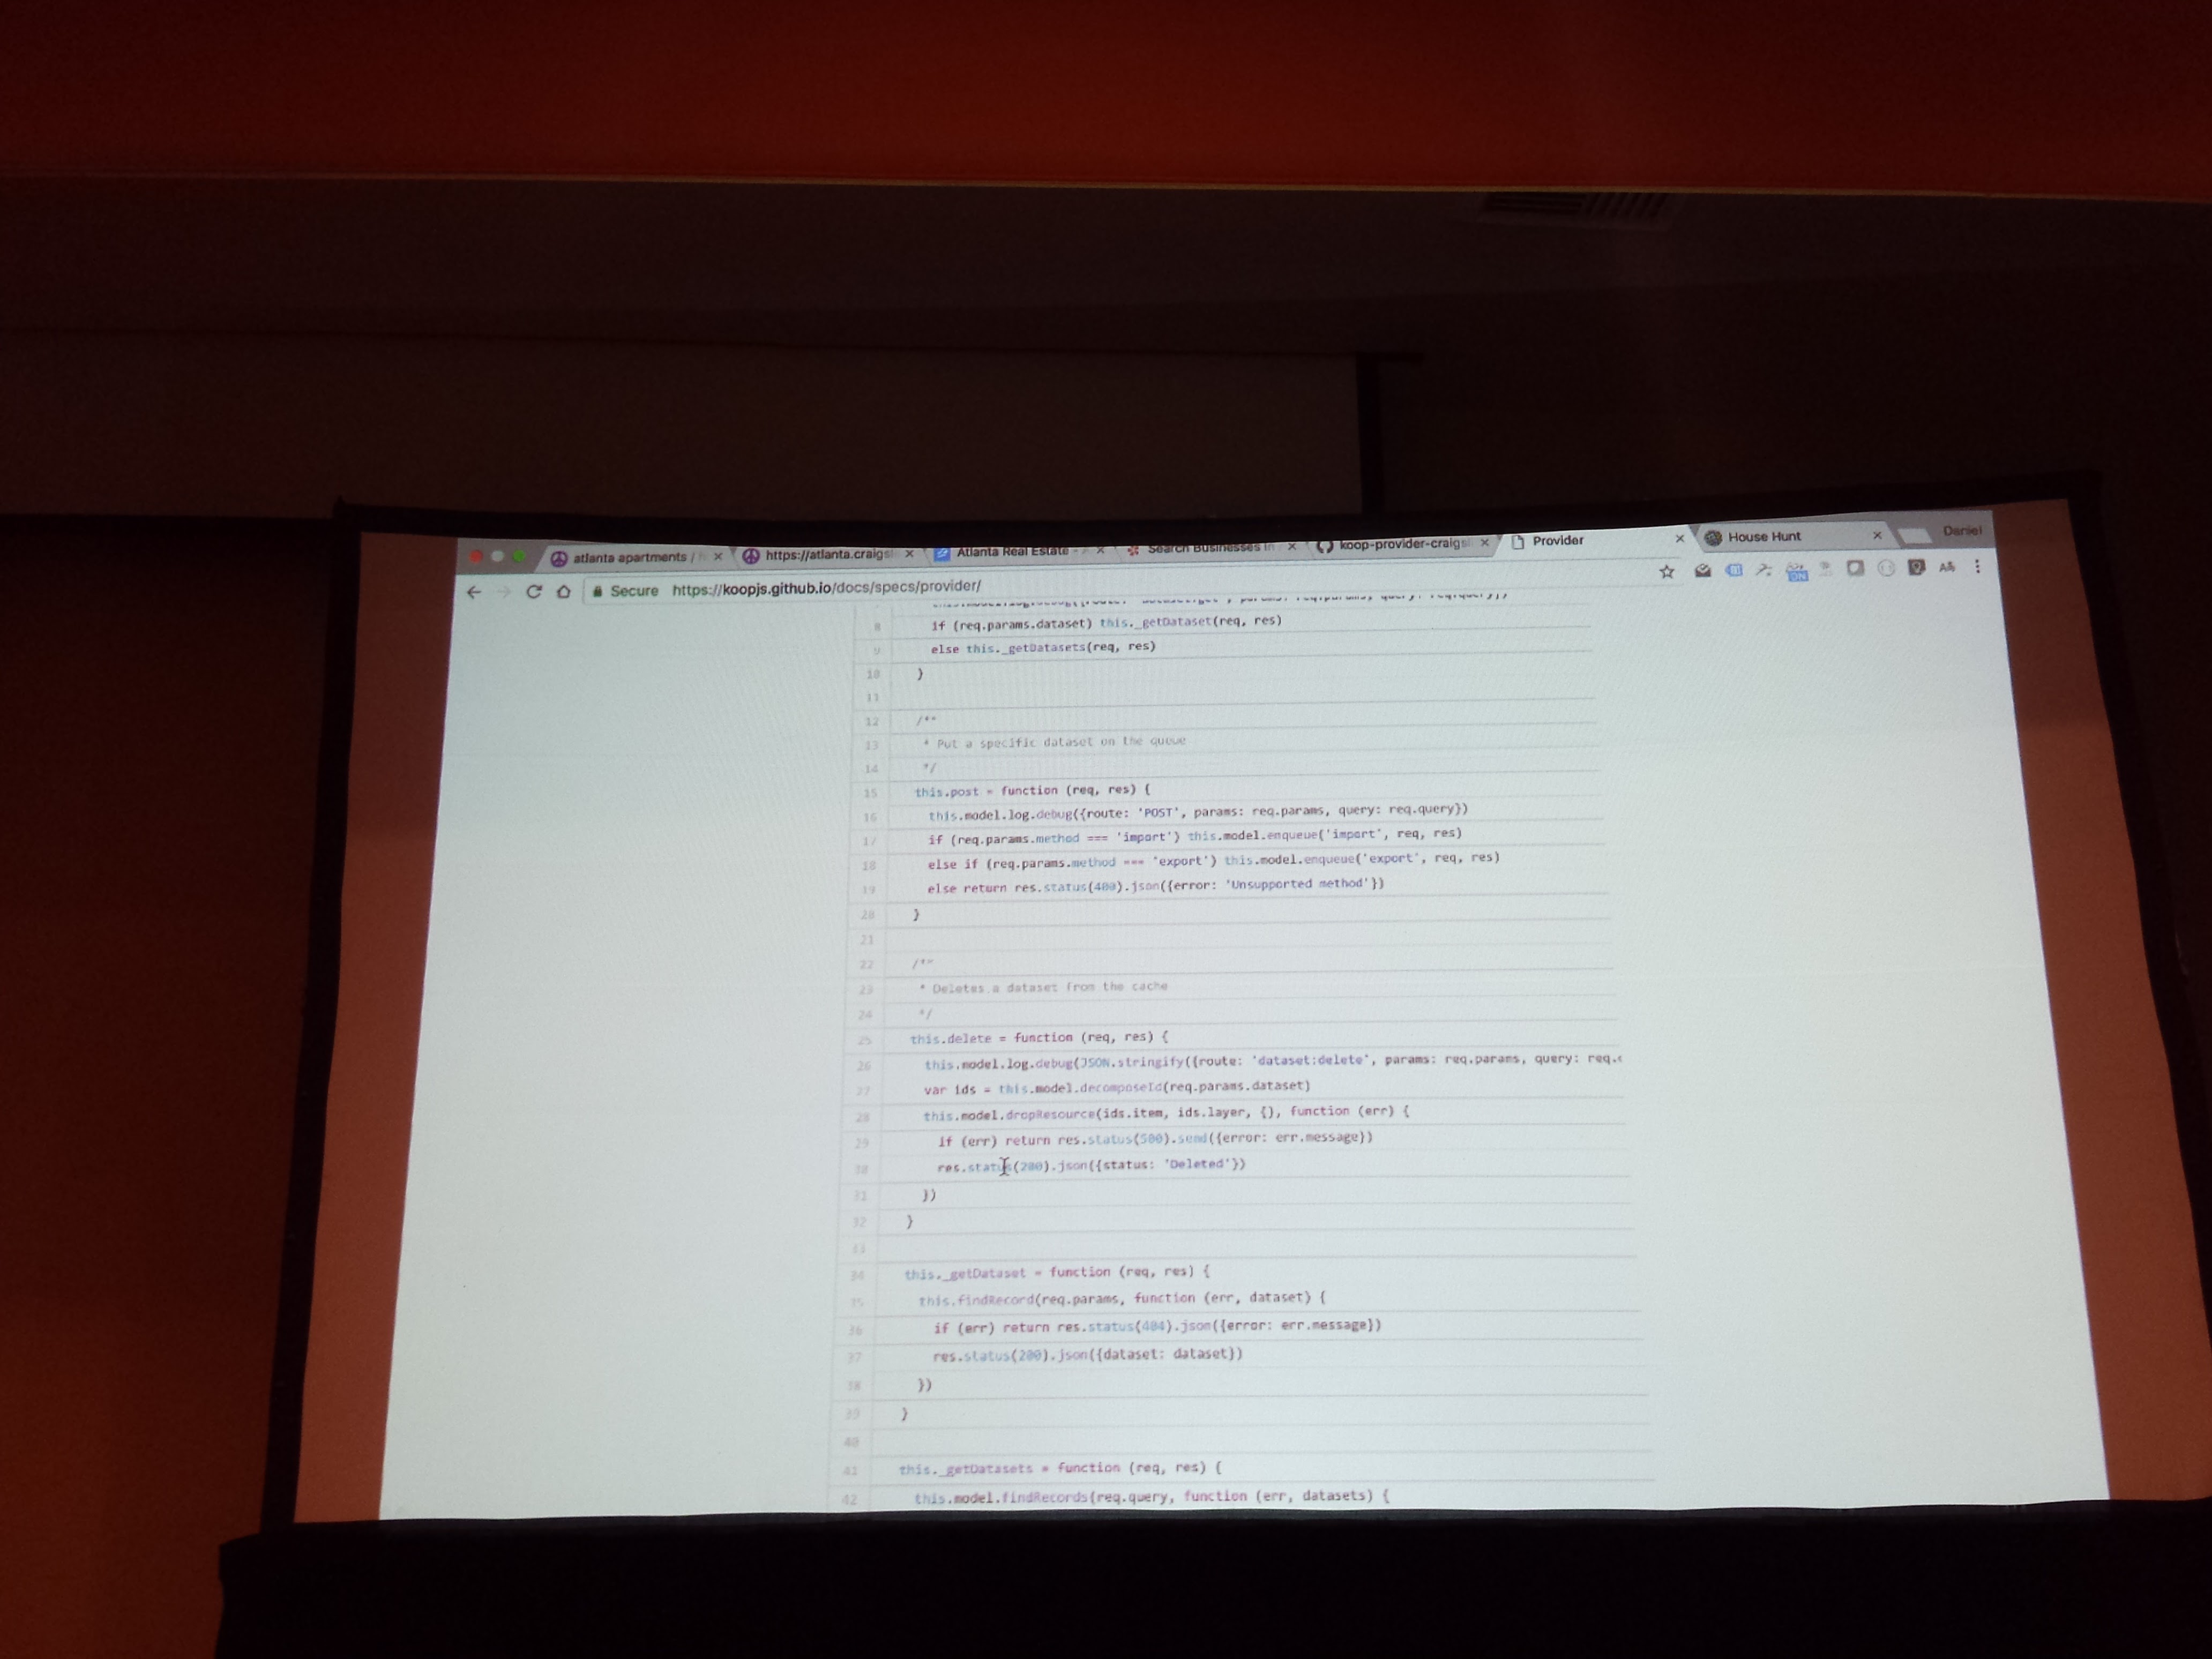 atlanta apartments / h
https://atlanta.craigsl
Atlanta Real Estate -
Search Businesses in
koop-provider-craigsl
Provider
House Hunt
Daniel
Secure https://koopjs.github.io/docs/specs/provider/
ON
8 if (req.params.dataset) this._getDataset(req, res)
9 else this._getDatasets(req, res)
10 }
11
12 /**
13 * Put a specific dataset on the queue
14 */
15 this.post = function (req, res) {
16 this.model.log.debug({route: 'POST', params: req.params, query: req.query})
17 if (req.params.method === 'import') this.model.enqueue('import', req, res)
18 else if (req.params.method === 'export') this.model.enqueue('export', req, res)
19 else return res.status(400).json({error: 'Unsupported method'})
20 }
21
22 /**
23 * Deletes a dataset from the cache
24 */
25 this.delete = function (req, res) {
26 this.model.log.debug(JSON.stringify({route: 'dataset:delete', params: req.params, query: req.
27 var ids = this.model.decomposeId(req.params.dataset)
28 this.model.dropResource(ids.item, ids.layer, {}, function (err) {
29 if (err) return res.status(500).send({error: err.message})
30 res.status(200).json({status: 'Deleted'})
31 })
32 }
33
34 this._getDataset = function (req, res) {
35 this.findRecord(req.params, function (err, dataset) {
36 if (err) return res.status(404).json({error: err.message})
37 res.status(200).json({dataset: dataset})
38 })
39 }
40
41 this._getDatasets = function (req, res) {
42 this.model.findRecords(req.query, function (err, datasets) {